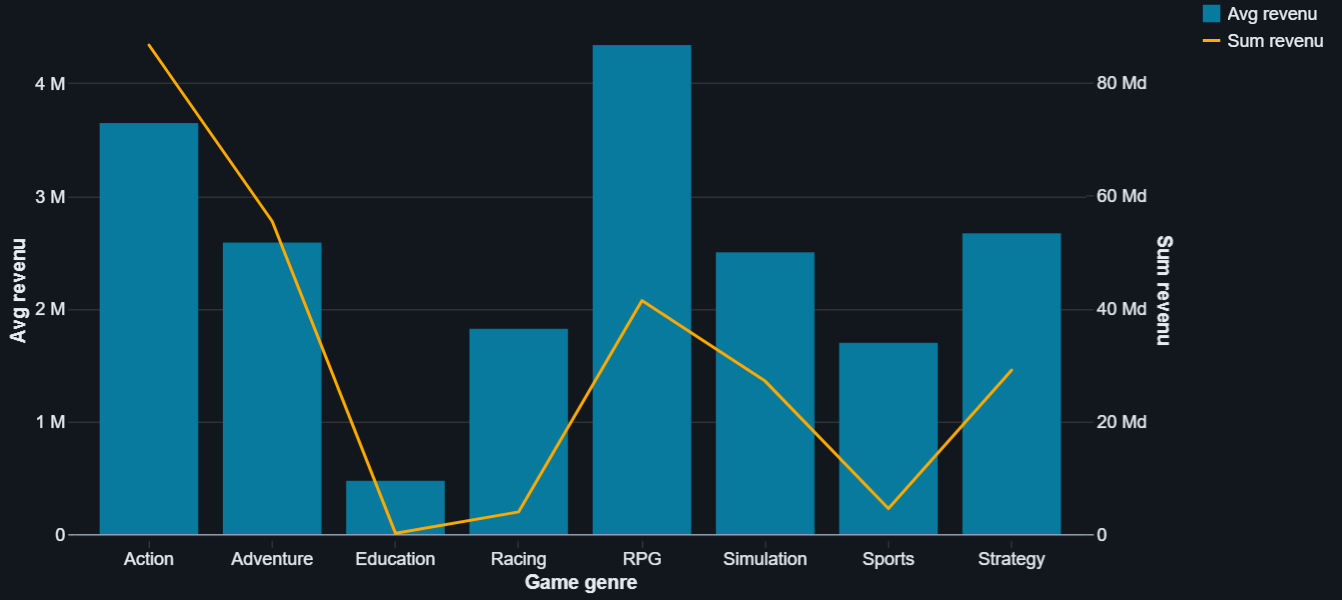 Avg revenu
Sum revenu
4 M
3 M
2 M
1 M
0
Avg revenu
80 Md
60 Md
40 Md
20 Md
0
Sum revenu
Action Adventure Education Racing RPG Simulation Sports Strategy
Game genre